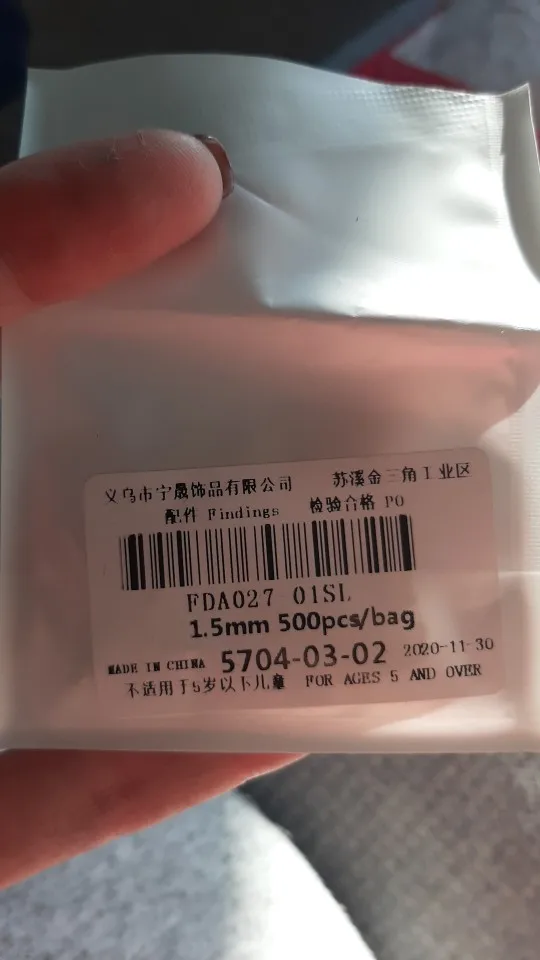 义乌市宁晟饰品有限公司 苏溪金三角工业区
配件 Findings 检验合格 PO
FDA027 01SL
1.5mm 500pcs/bag
MADE IN CHINA 5704-03-02 2020-11-30
不适用于5岁以下儿童 FOR AGES 5 AND OVER